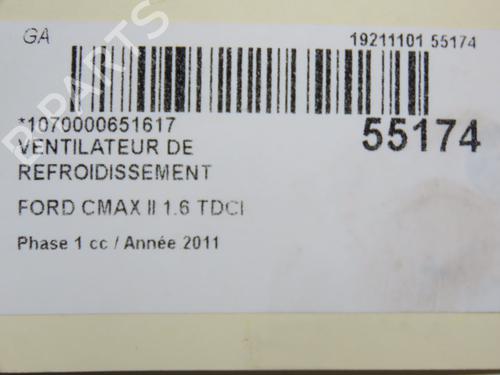 GA
19211101 55174
*1070000651617
55174
VENTILATEUR DE
REFROIDISSEMENT
FORD CMAX II 1.6 TDCI
Phase 1 cc / Année 2011
B-PARTS